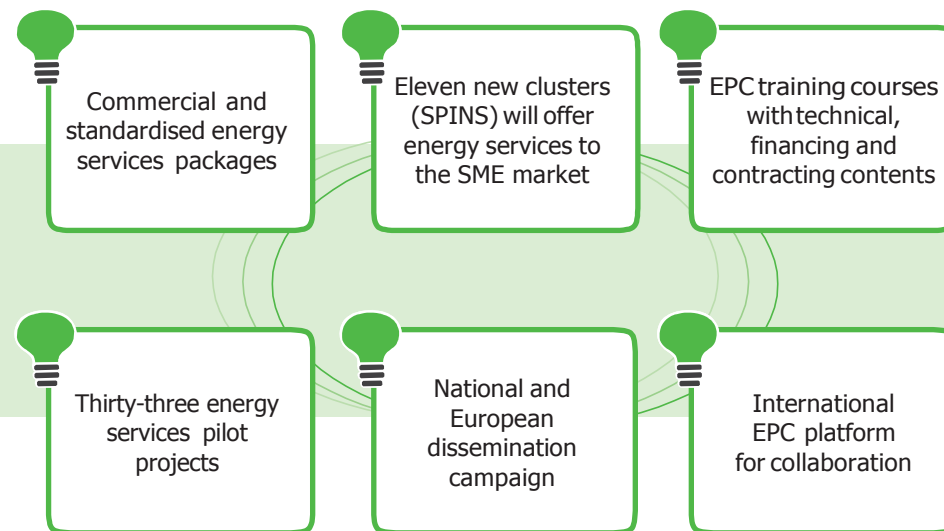 Commercial and
standardised energy
services packages
Eleven new clusters
(SPINS) will offer
energy services to
the SME market
EPC training courses
with technical,
financing and
contracting contents
Thirty-three energy
services pilot
projects
National and
European
dissemination
campaign
International
EPC platform
for collaboration